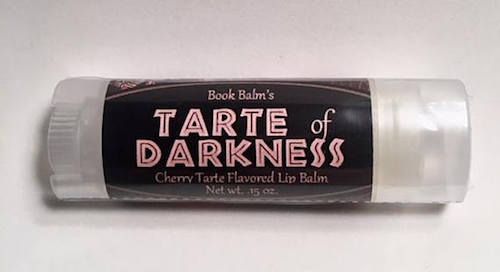 Book Balm's
TARTE of
DARKNESS
Cherry Tarte Flavored Lip Balm
Net wt. .15 oz.